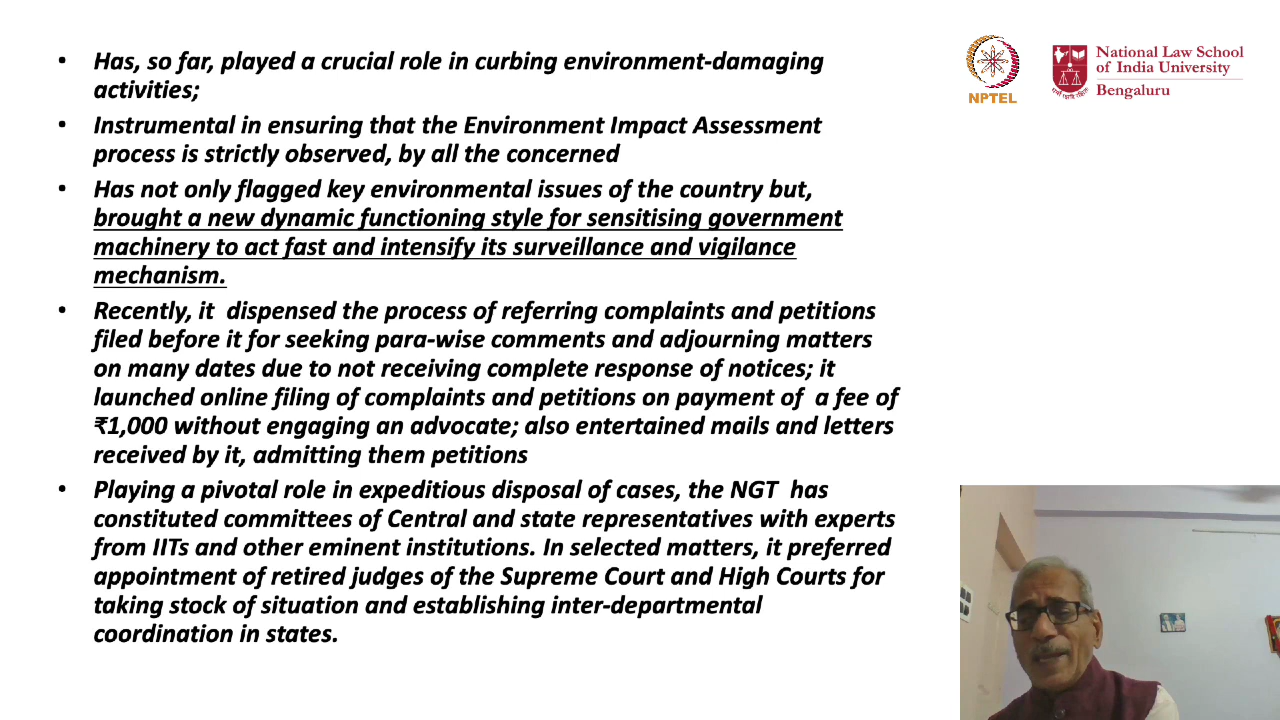 • Has, so far, played a crucial role in curbing environment-damaging
activities;
• Instrumental in ensuring that the Environment Impact Assessment
process is strictly observed, by all the concerned
• Has not only flagged key environmental issues of the country but,
brought a new dynamic functioning style for sensitising government
machinery to act fast and intensify its surveillance and vigilance
mechanism.
• Recently, it dispensed the process of referring complaints and petitions
filed before it for seeking para-wise comments and adjourning matters
on many dates due to not receiving complete response of notices; it
launched online filing of complaints and petitions on payment of a fee of
₹1,000 without engaging an advocate; also entertained mails and letters
received by it, admitting them petitions
• Playing a pivotal role in expeditious disposal of cases, the NGT has
constituted committees of Central and state representatives with experts
from IITs and other eminent institutions. In selected matters, it preferred
appointment of retired judges of the Supreme Court and High Courts for
taking stock of situation and establishing inter-departmental
coordination in states.
NPTEL
National Law School
of India University
Bengaluru